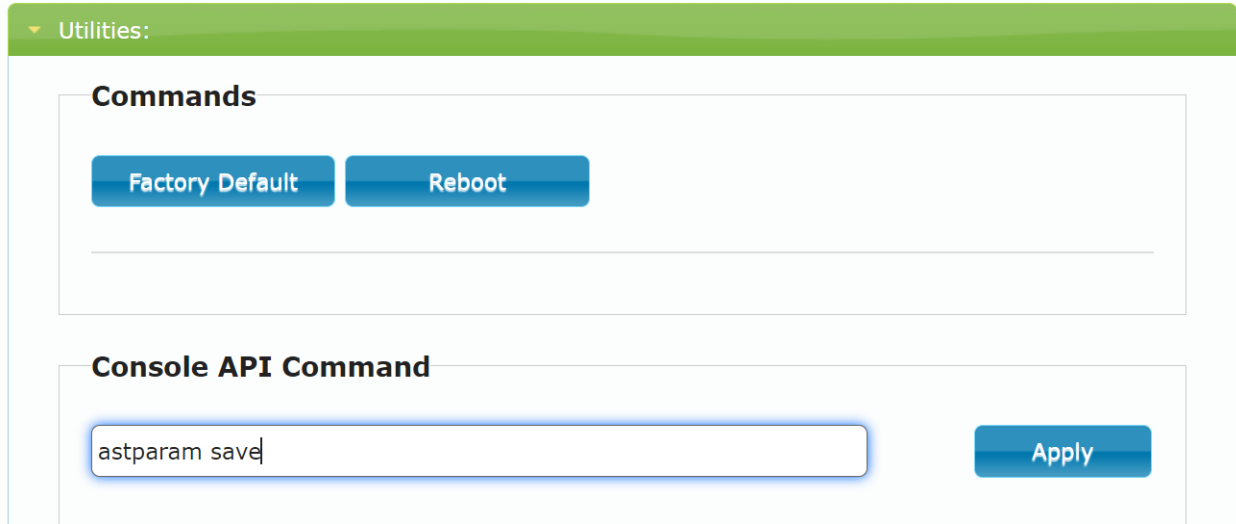 Utilities:
Commands
Factory Default
Reboot
Console API Command
astparam save
Apply